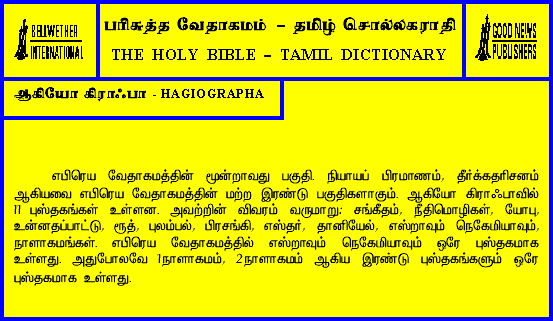 BELLWETHER
INTERNATIONAL
பரிசுத்த வேதாகமம் – தமிழ் சொல்லகராதி
THE HOLY BIBLE – TAMIL DICTIONARY
GOOD NEWS
PUBLISHERS
ஆகியோ கிராஃபா - HAGIOGRAPHA
எபிரெய வேதாகமத்தின் மூன்றாவது பகுதி. நியாயப் பிரமாணம், தீர்க்கதரிசனம்
ஆகியவை எபிரெய வேதாகமத்தின் மற்ற இரண்டு பகுதிகளாகும். ஆகியோ கிராஃபாவில்
11 புஸ்தகங்கள் உள்ளன. அவற்றின் விவரம் வருமாறு: சங்கீதம், நீதிமொழிகள், யோபு,
உன்னதப்பாட்டு, ரூத், புலம்பல், பிரசங்கி, எஸ்தர், தானியேல், எஸ்றாவும் நெகேமியாவும்,
நாளாகமங்கள். எபிரெய வேதாகமத்தில் எஸ்றாவும் நெகேமியாவும் ஒரே புஸ்தகமாக
உள்ளது. அதுபோலவே 1நாளாகமம், 2நாளாகமம் ஆகிய இரண்டு புஸ்தகங்களும் ஒரே
புஸ்தகமாக உள்ளது.